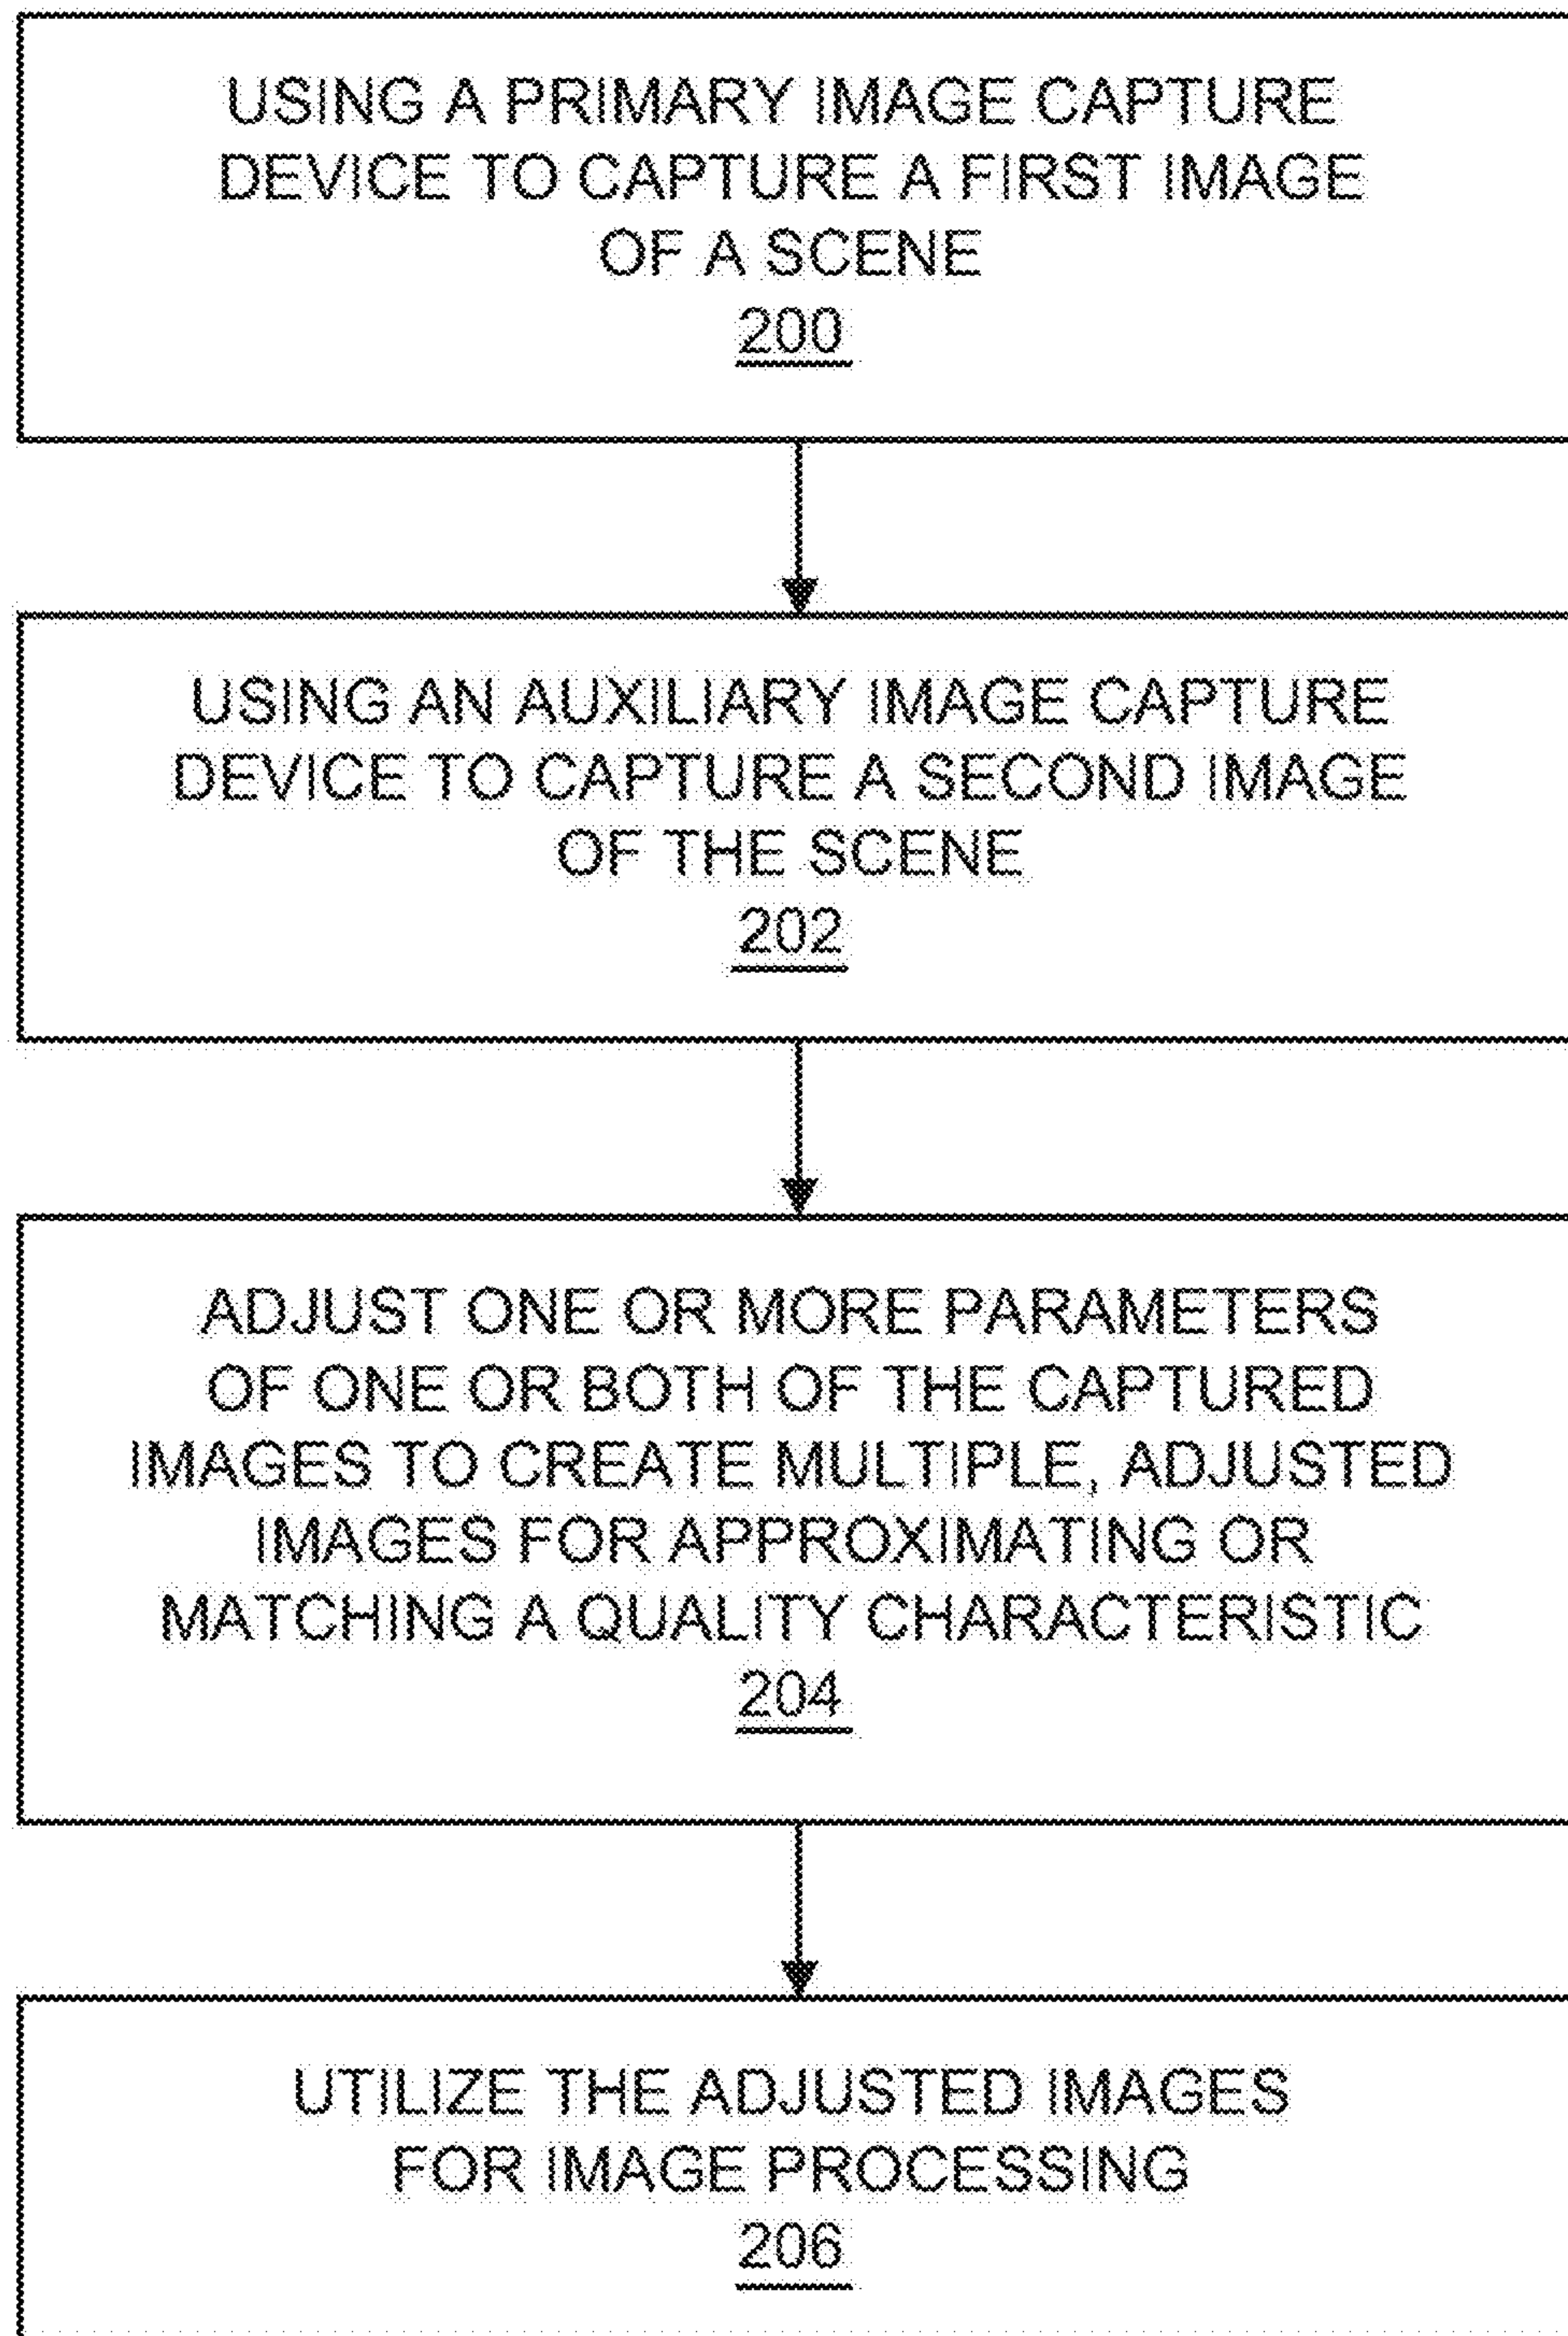 USING A PRIMARY IMAGE CAPTURE
DEVICE TO CAPTURE A FIRST IMAGE
OF A SCENE
200
USING AN AUXILIARY IMAGE CAPTURE
DEVICE TO CAPTURE A SECOND IMAGE
OF THE SCENE
202
ADJUST ONE OR MORE PARAMETERS
OF ONE OR BOTH OF THE CAPTURED
IMAGES TO CREATE MULTIPLE, ADJUSTED
IMAGES FOR APPROXIMATING OR
MATCHING A QUALITY CHARACTERISTIC
204
UTILIZE THE ADJUSTED IMAGES
FOR IMAGE PROCESSING
206